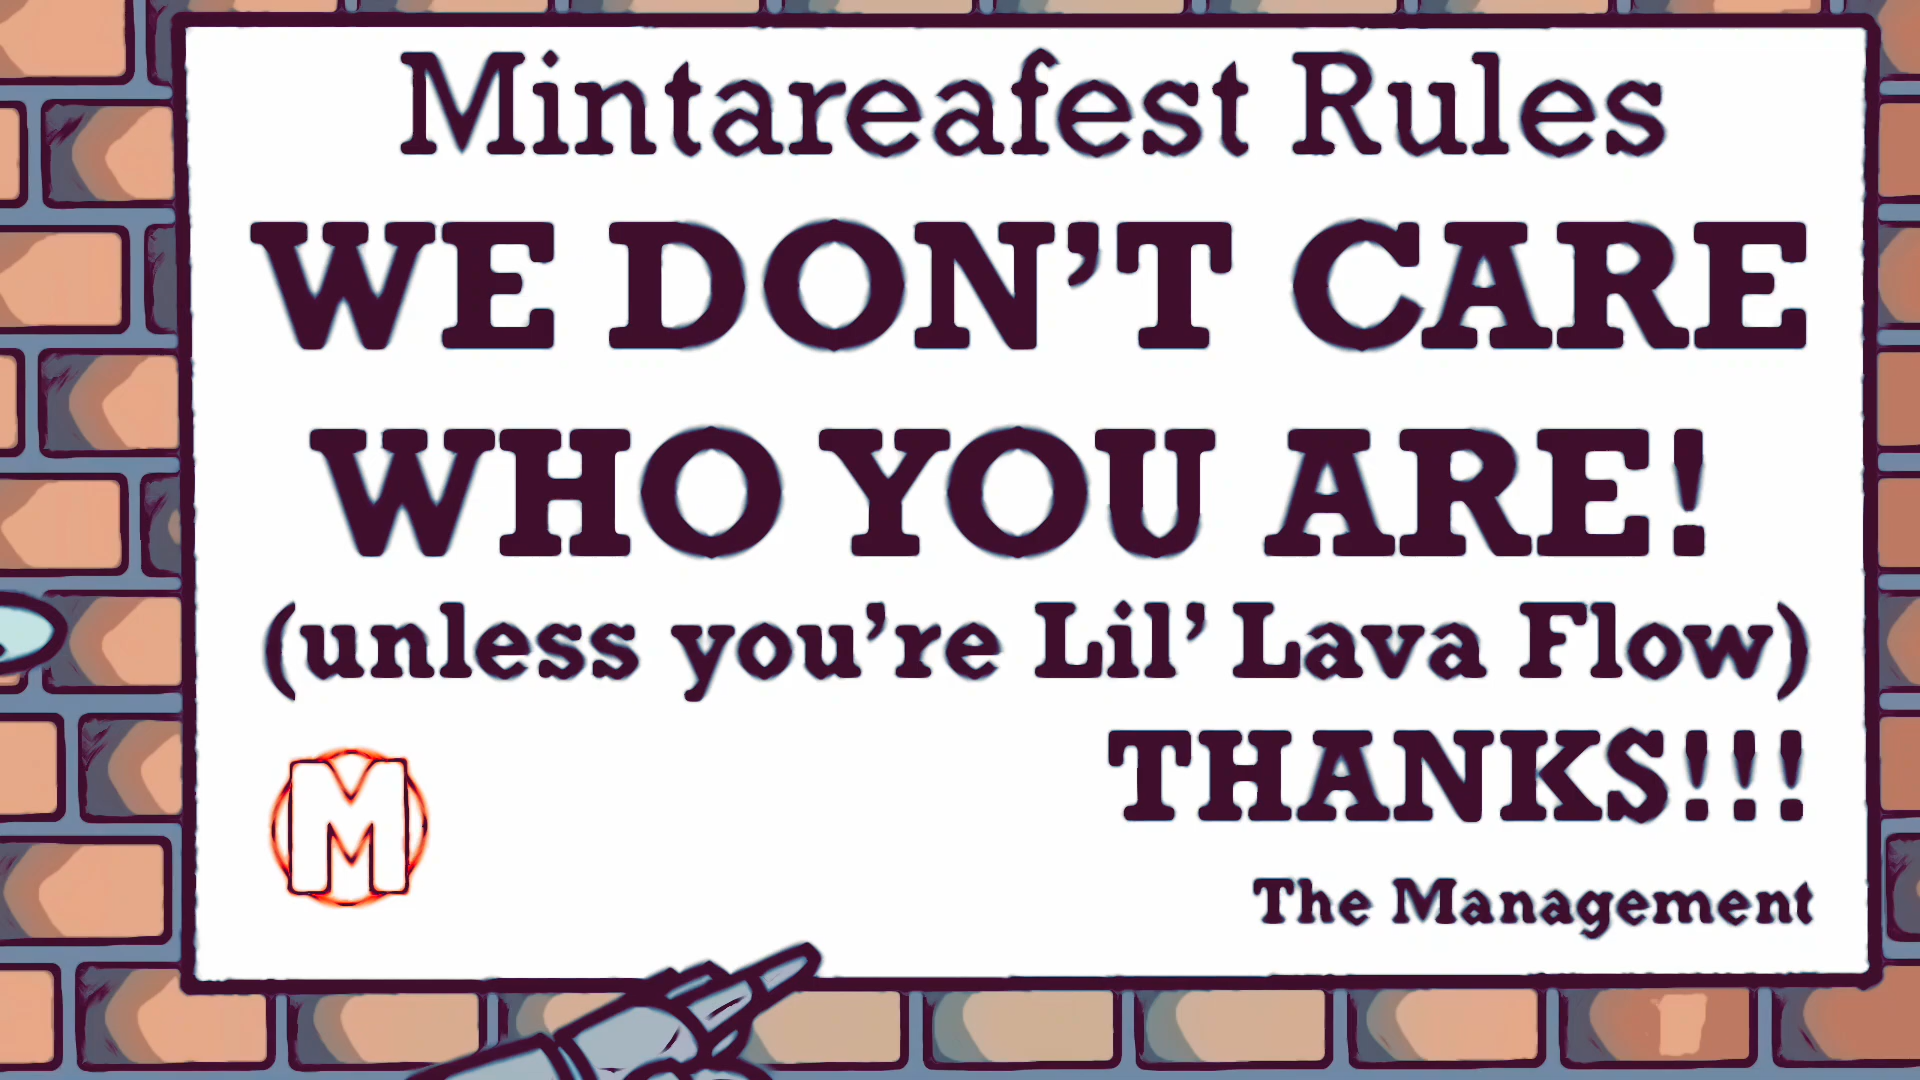 Mintareafest Rules
WE DON'T CARE
WHO YOU ARE!
(unless you're Lil' Lava Flow)
THANKS!!!
M
The Management